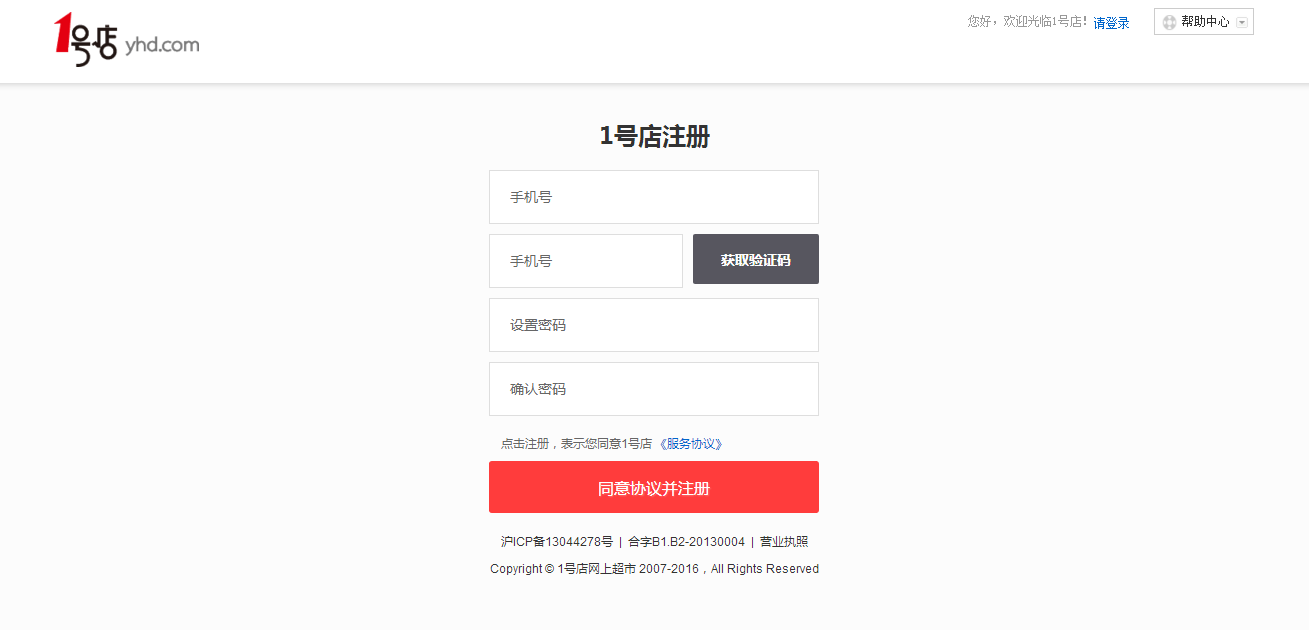 1号店 yhd.com
您好，欢迎光临1号店！请登录
帮助中心
1号店注册
手机号
手机号
获取验证码
设置密码
确认密码
点击注册，表示您同意1号店 《服务协议》
同意协议并注册
沪ICP备13044278号 | 合字B1.B2-20130004 | 营业执照
Copyright © 1号店网上超市 2007-2016，All Rights Reserved